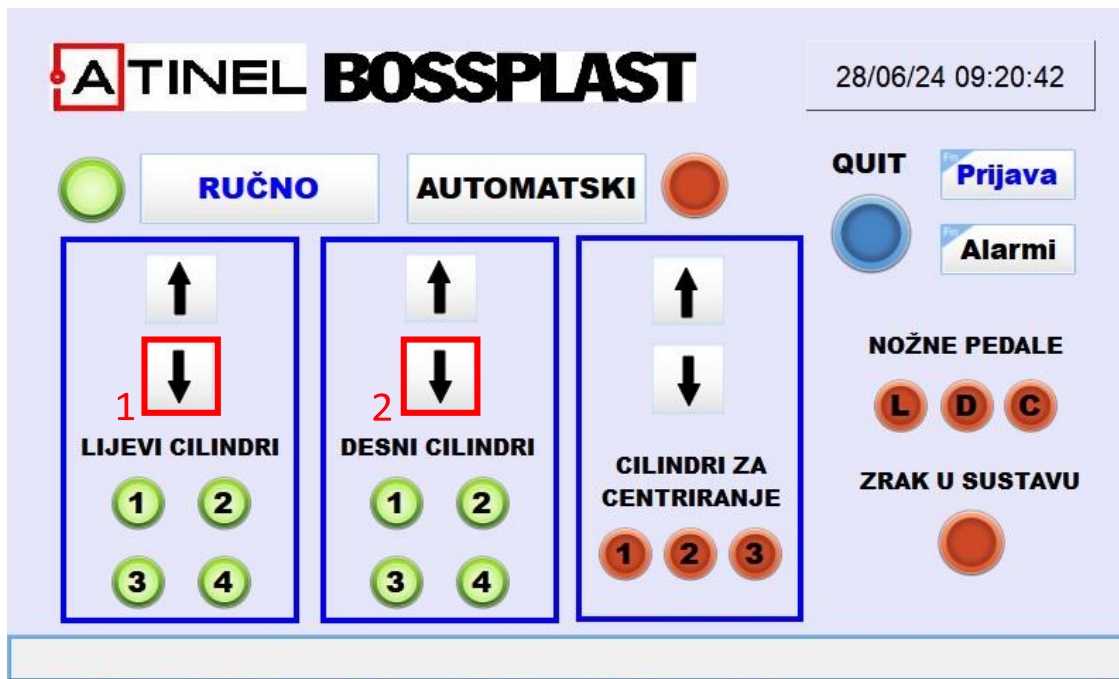 ATINEL BOSSPLAST
28/06/24 09:20:42
RUČNO
AUTOMATSKI
QUIT
Prijava
Alarmi
1
LIJEVI CILINDRI
1 2
3 4
2
DESNI CILINDRI
1 2
3 4
CILINDRI ZA
CENTRIRANJE
1 2 3
NOŽNE PEDALE
L D C
ZRAK U SUSTAVU